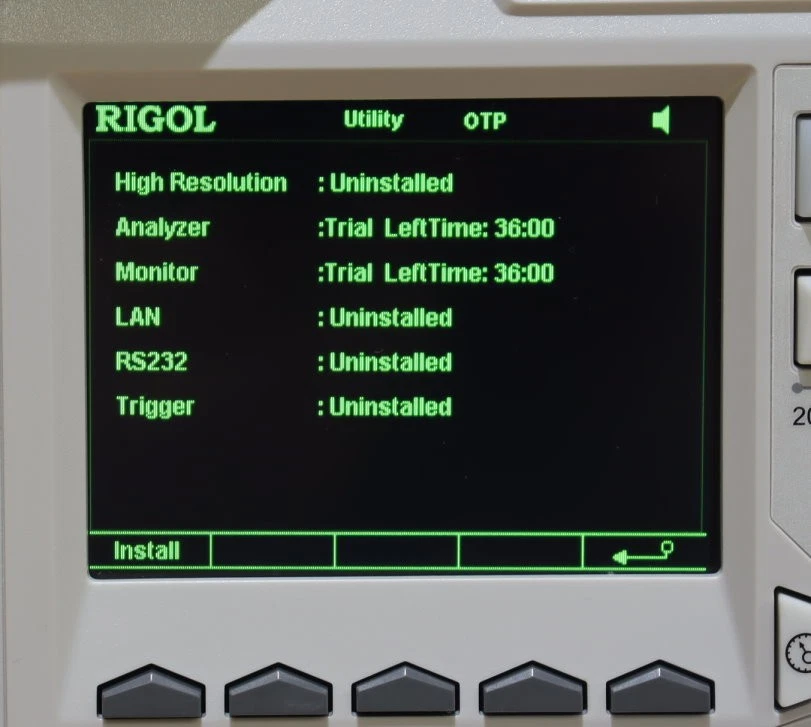 RIGOL Utility OTP
High Resolution : Uninstalled
Analyzer :Trial LeftTime: 36:00
Monitor :Trial LeftTime: 36:00
LAN : Uninstalled
RS232 : Uninstalled
Trigger : Uninstalled
20
Install